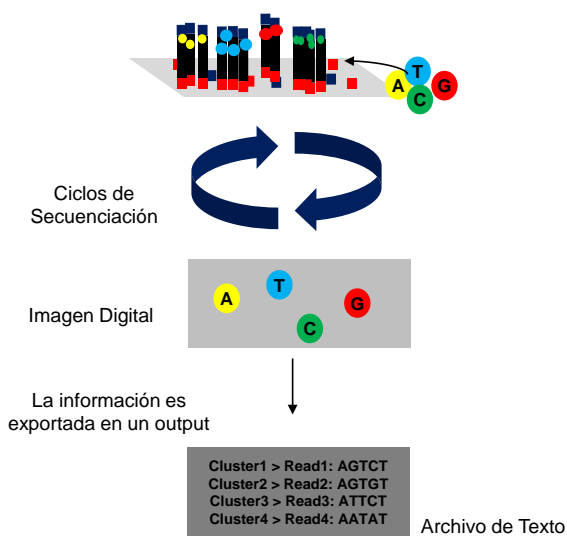 T
A
G
C
Ciclos de
Secuenciación
T
A
G
C
Imagen Digital
La información es
exportada en un output
Cluster1 > Read1: AGTCT
Cluster2 > Read2: AGTGT
Cluster3 > Read3: ATTCT
Cluster4 > Read4: AATAT
Archivo de Texto